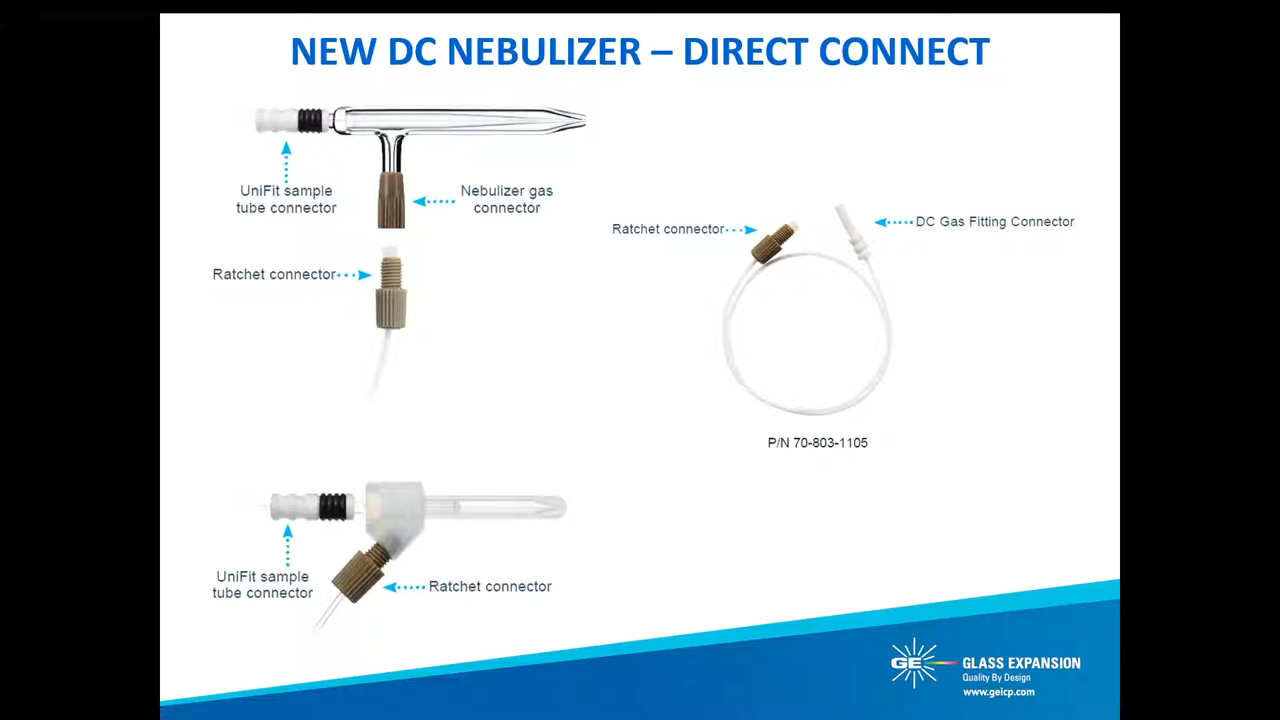 NEW DC NEBULIZER – DIRECT CONNECT
UniFit sample
tube connector
Nebulizer gas
connector
Ratchet connector
Ratchet connector
DC Gas Fitting Connector
P/N 70-803-1105
UniFit sample
tube connector
Ratchet connector
GE
GLASS EXPANSION
Quality By Design
www.geicp.com